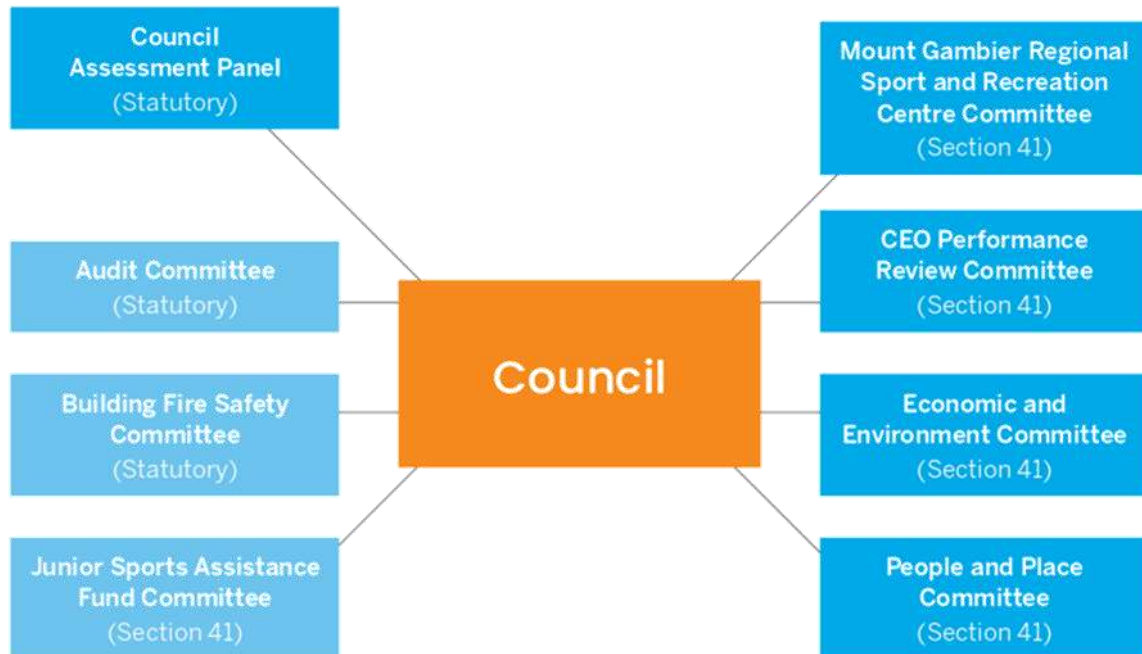 Council
Assessment Panel
(Statutory)
Audit Committee
(Statutory)
Building Fire Safety
Committee
(Statutory)
Junior Sports Assistance
Fund Committee
(Section 41)
Council
Mount Gambier Regional
Sport and Recreation
Centre Committee
(Section 41)
CEO Performance
Review Committee
(Section 41)
Economic and
Environment Committee
(Section 41)
People and Place
Committee
(Section 41)